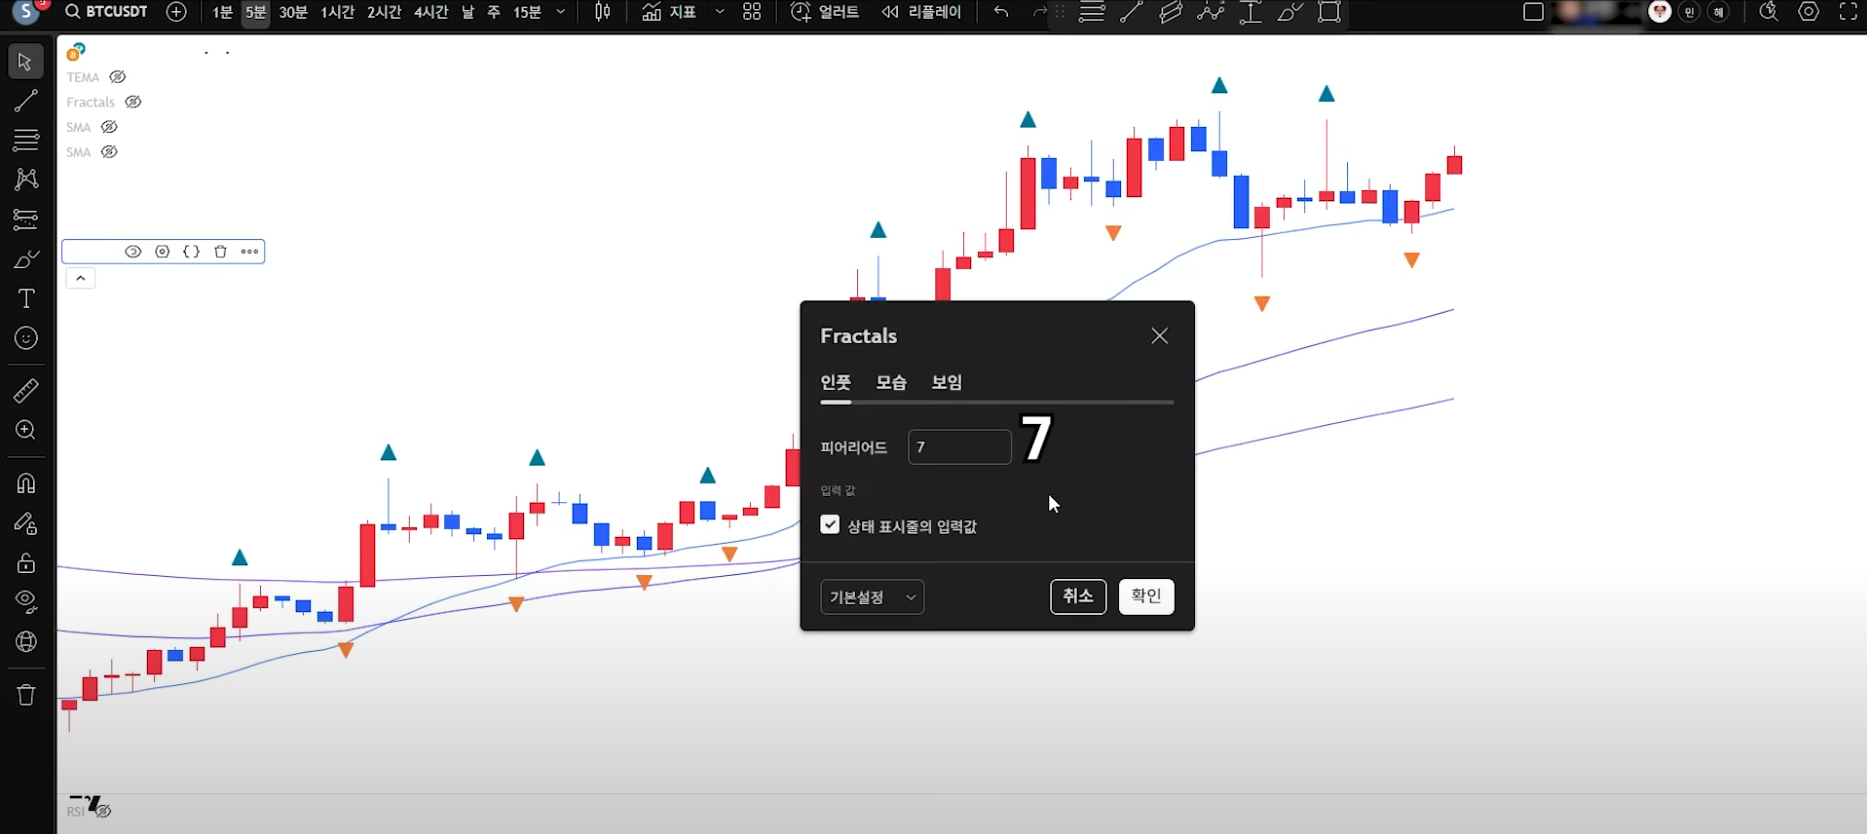 S 5 BTCUSDT 1분 5분 30분 1시간 2시간 4시간 날 주 15분 지표 얼러트 리플레이 민 혜
TEMA
Fractals
SMA
SMA
Fractals
인풋 모습 보임
피어리어드 7 7
입력 값
상태 표시줄의 입력값
기본설정 취소 확인
RSI